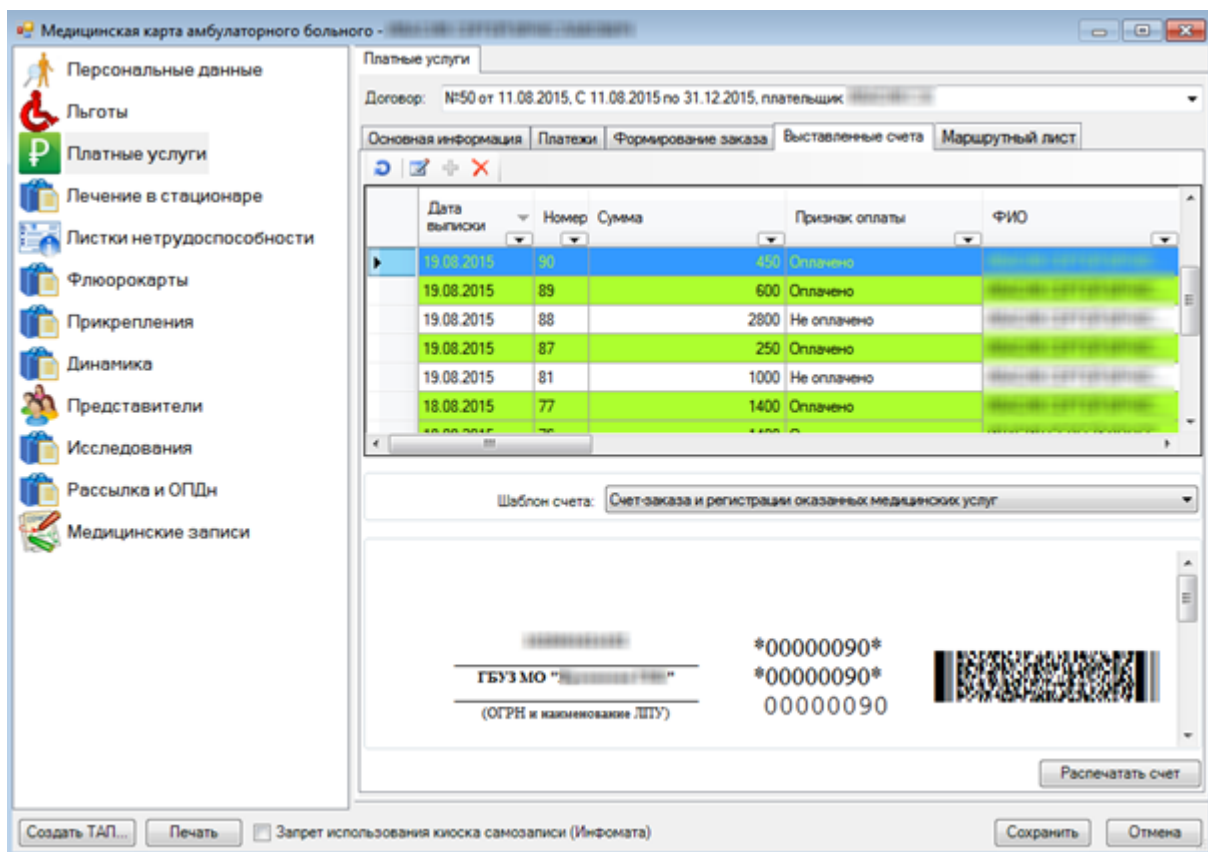 Медицинская карта амбулаторного больного -
Персональные данные
Льготы
Платные услуги
Лечение в стационаре
Листки нетрудоспособности
Флюорокарты
Прикрепления
Динамика
Представители
Исследования
Рассылка и ОПДн
Медицинские записи
Платные услуги
Договор: №50 от 11.08.2015, С 11.08.2015 по 31.12.2015, плательщик
Основная информация Платежи Формирование заказа Выставленные счета Маршрутный лист
Дата выписки Номер Сумма Признак оплаты ФИО
19.08.2015 90 450 Оплачено
19.08.2015 89 600 Оплачено
19.08.2015 88 2800 Не оплачено
19.08.2015 87 250 Оплачено
19.08.2015 81 1000 Не оплачено
18.08.2015 77 1400 Оплачено
Шаблон счета: Счет-заказа и регистрации оказанных медицинских услуг
*00000090*
ГБУЗ МО " " *00000090*
(ОГРН и наименование ЛПУ) 00000090
Распечатать счет
Создать ТАП... Печать Запрет использования киоска самозаписи (Инфомата) Сохранить Отмена